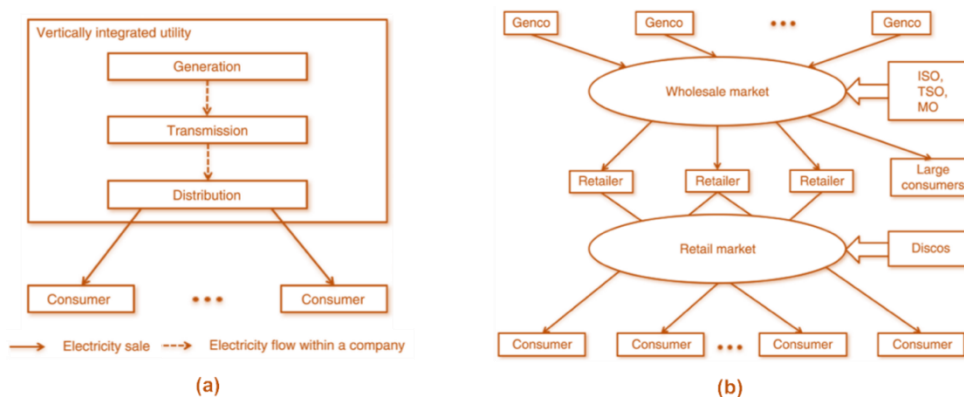 Vertically integrated utility
Generation
Transmission
Distribution
Consumer
•••
Consumer
Electricity sale
Electricity flow within a company
(a)
Genco
Genco
•••
Genco
Wholesale market
ISO,
TSO,
MO
Retailer
Retailer
Retailer
Large
consumers
Retail market
Discos
Consumer
Consumer
•••
Consumer
Consumer
(b)